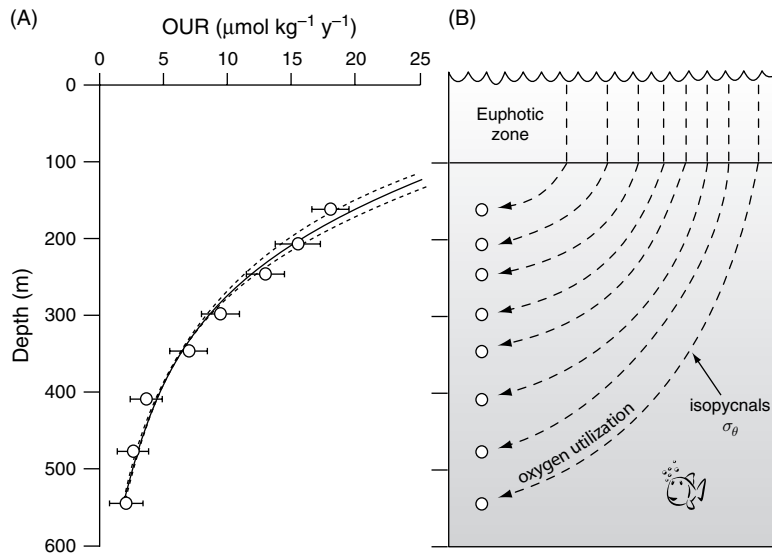 (A)
OUR (μmol kg⁻¹ y⁻¹)
0 5 10 15 20 25
0
100
200
300
400
500
600
Depth (m)
(B)
Euphotic
zone
isopycnals
σθ
oxygen utilization